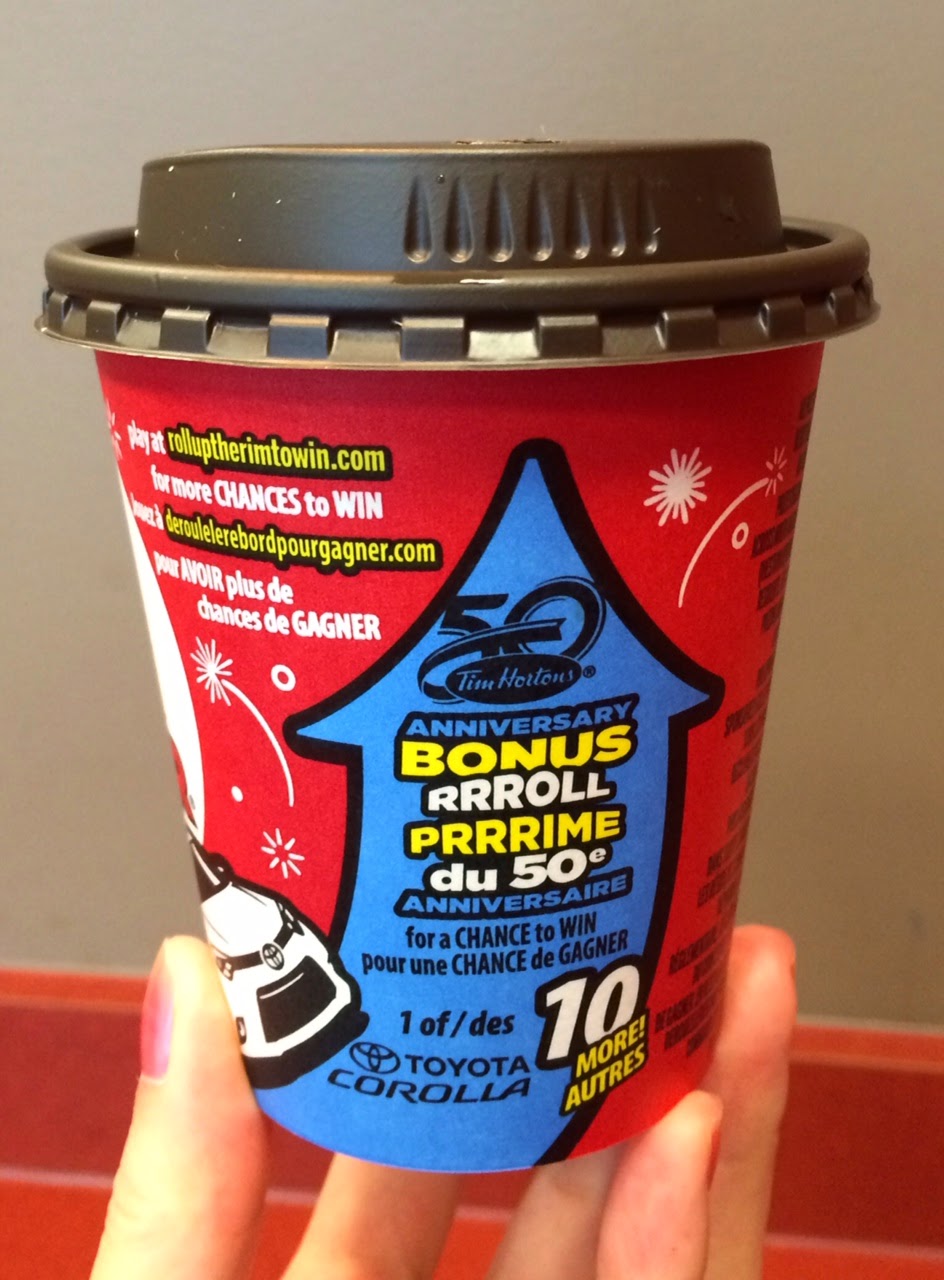 play at rolluptherimtowin.com
for more CHANCES to WIN
Jouez à deroulelerebordpourgagner.com
pour AVOIR plus de
chances de GAGNER
50
Tim Hortons®
ANNIVERSARY
BONUS
RRROLL
PRRRIME
du 50e
ANNIVERSAIRE
for a CHANCE to WIN
pour une CHANCE de GAGNER
1 of/des 10
MORE!
AUTRES
TOYOTA
COROLLA